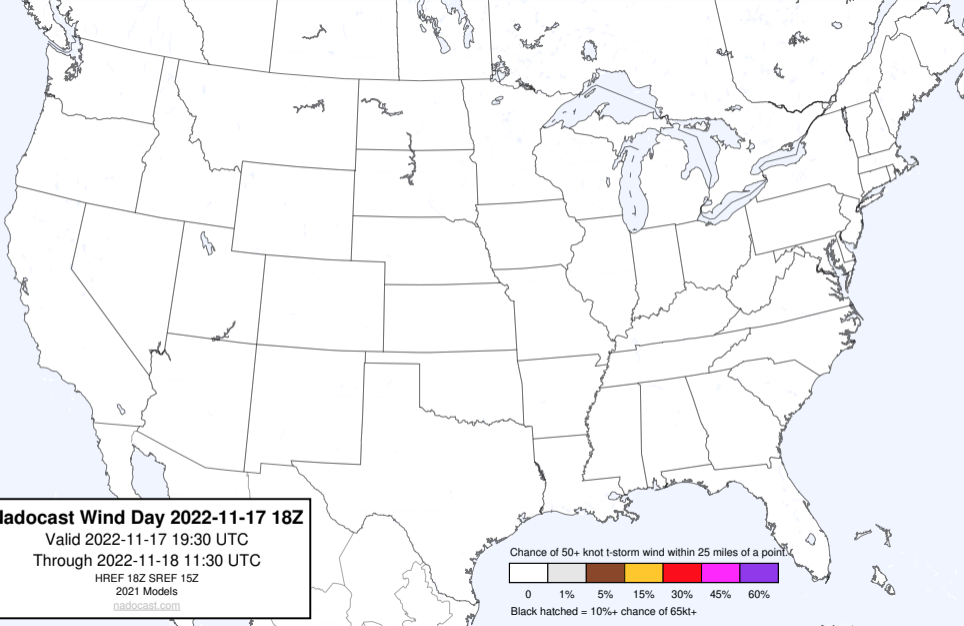 Nadocast Wind Day 2022-11-17 18Z
Valid 2022-11-17 19:30 UTC
Through 2022-11-18 11:30 UTC
HREF 18Z SREF 15Z
2021 Models
nadocast.com
Chance of 50+ knot t-storm wind within 25 miles of a point.
0 1% 5% 15% 30% 45% 60%
Black hatched = 10%+ chance of 65kt+